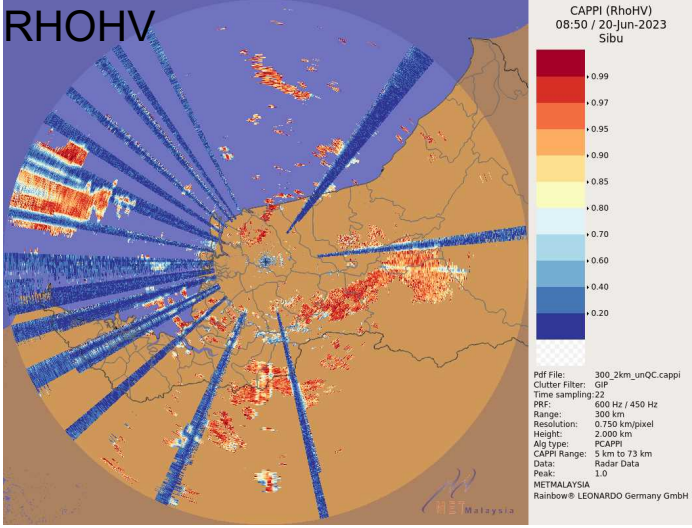 RHOHV
CAPPI (RhoHV)
08:50 / 20-Jun-2023
Sibu
0.99
0.97
0.95
0.90
0.85
0.80
0.70
0.60
0.40
0.20
Pdf File: 300_2km_unQC.cappi
Clutter Filter: GIP
Time sampling:22
PRF: 600 Hz / 450 Hz
Range: 300 km
Resolution: 0.750 km/pixel
Height: 2.000 km
Alg type: PCAPPI
CAPPI Range: 5 km to 73 km
Data: Radar Data
Peak: 1.0
METMALAYSIA
Rainbow® LEONARDO Germany GmbH
MET Malaysia